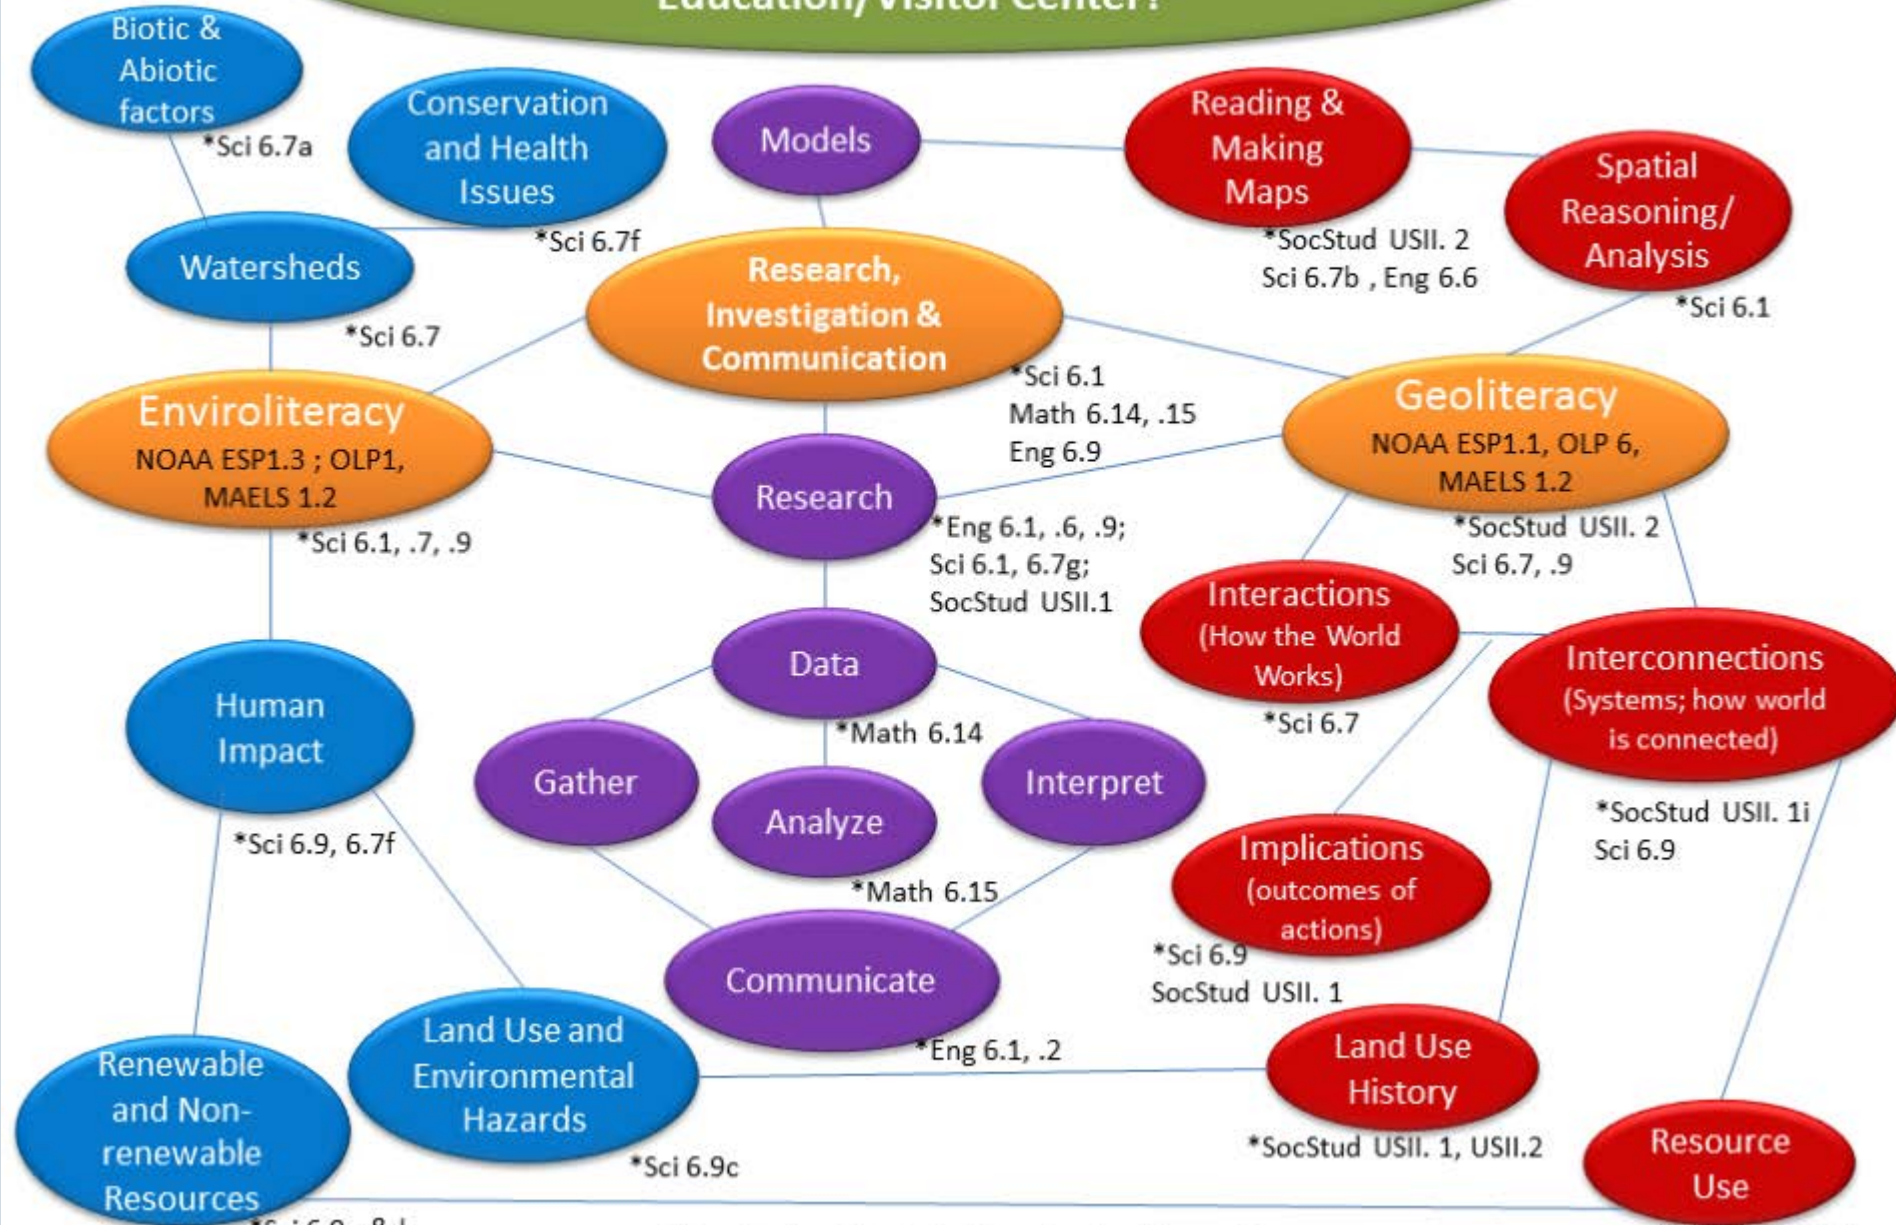 Education/Visitor Center?
Biotic &
Abiotic
factors
*Sci 6.7a
Conservation
and Health
Issues
*Sci 6.7f
Models
Reading &
Making
Maps
*SocStud USII. 2
Sci 6.7b , Eng 6.6
Spatial
Reasoning/
Analysis
*Sci 6.1
Watersheds
*Sci 6.7
Research,
Investigation &
Communication
*Sci 6.1
Math 6.14, .15
Eng 6.9
Enviroliteracy
NOAA ESP1.3 ; OLP1,
MAELS 1.2
*Sci 6.1, .7, .9
Geoliteracy
NOAA ESP1.1, OLP 6,
MAELS 1.2
*SocStud USII. 2
Sci 6.7, .9
Research
*Eng 6.1, .6, .9;
Sci 6.1, 6.7g;
SocStud USII.1
Interactions
(How the World
Works)
*Sci 6.7
Interconnections
(Systems; how world
is connected)
*SocStud USII. 1i
Sci 6.9
Data
*Math 6.14
Human
Impact
*Sci 6.9, 6.7f
Gather
Analyze
*Math 6.15
Interpret
Implications
(outcomes of
actions)
*Sci 6.9
SocStud USII. 1
Communicate
*Eng 6.1, .2
Renewable
and Non-
renewable
Resources
Land Use and
Environmental
Hazards
*Sci 6.9c
Land Use
History
*SocStud USII. 1, USII.2
Resource
Use